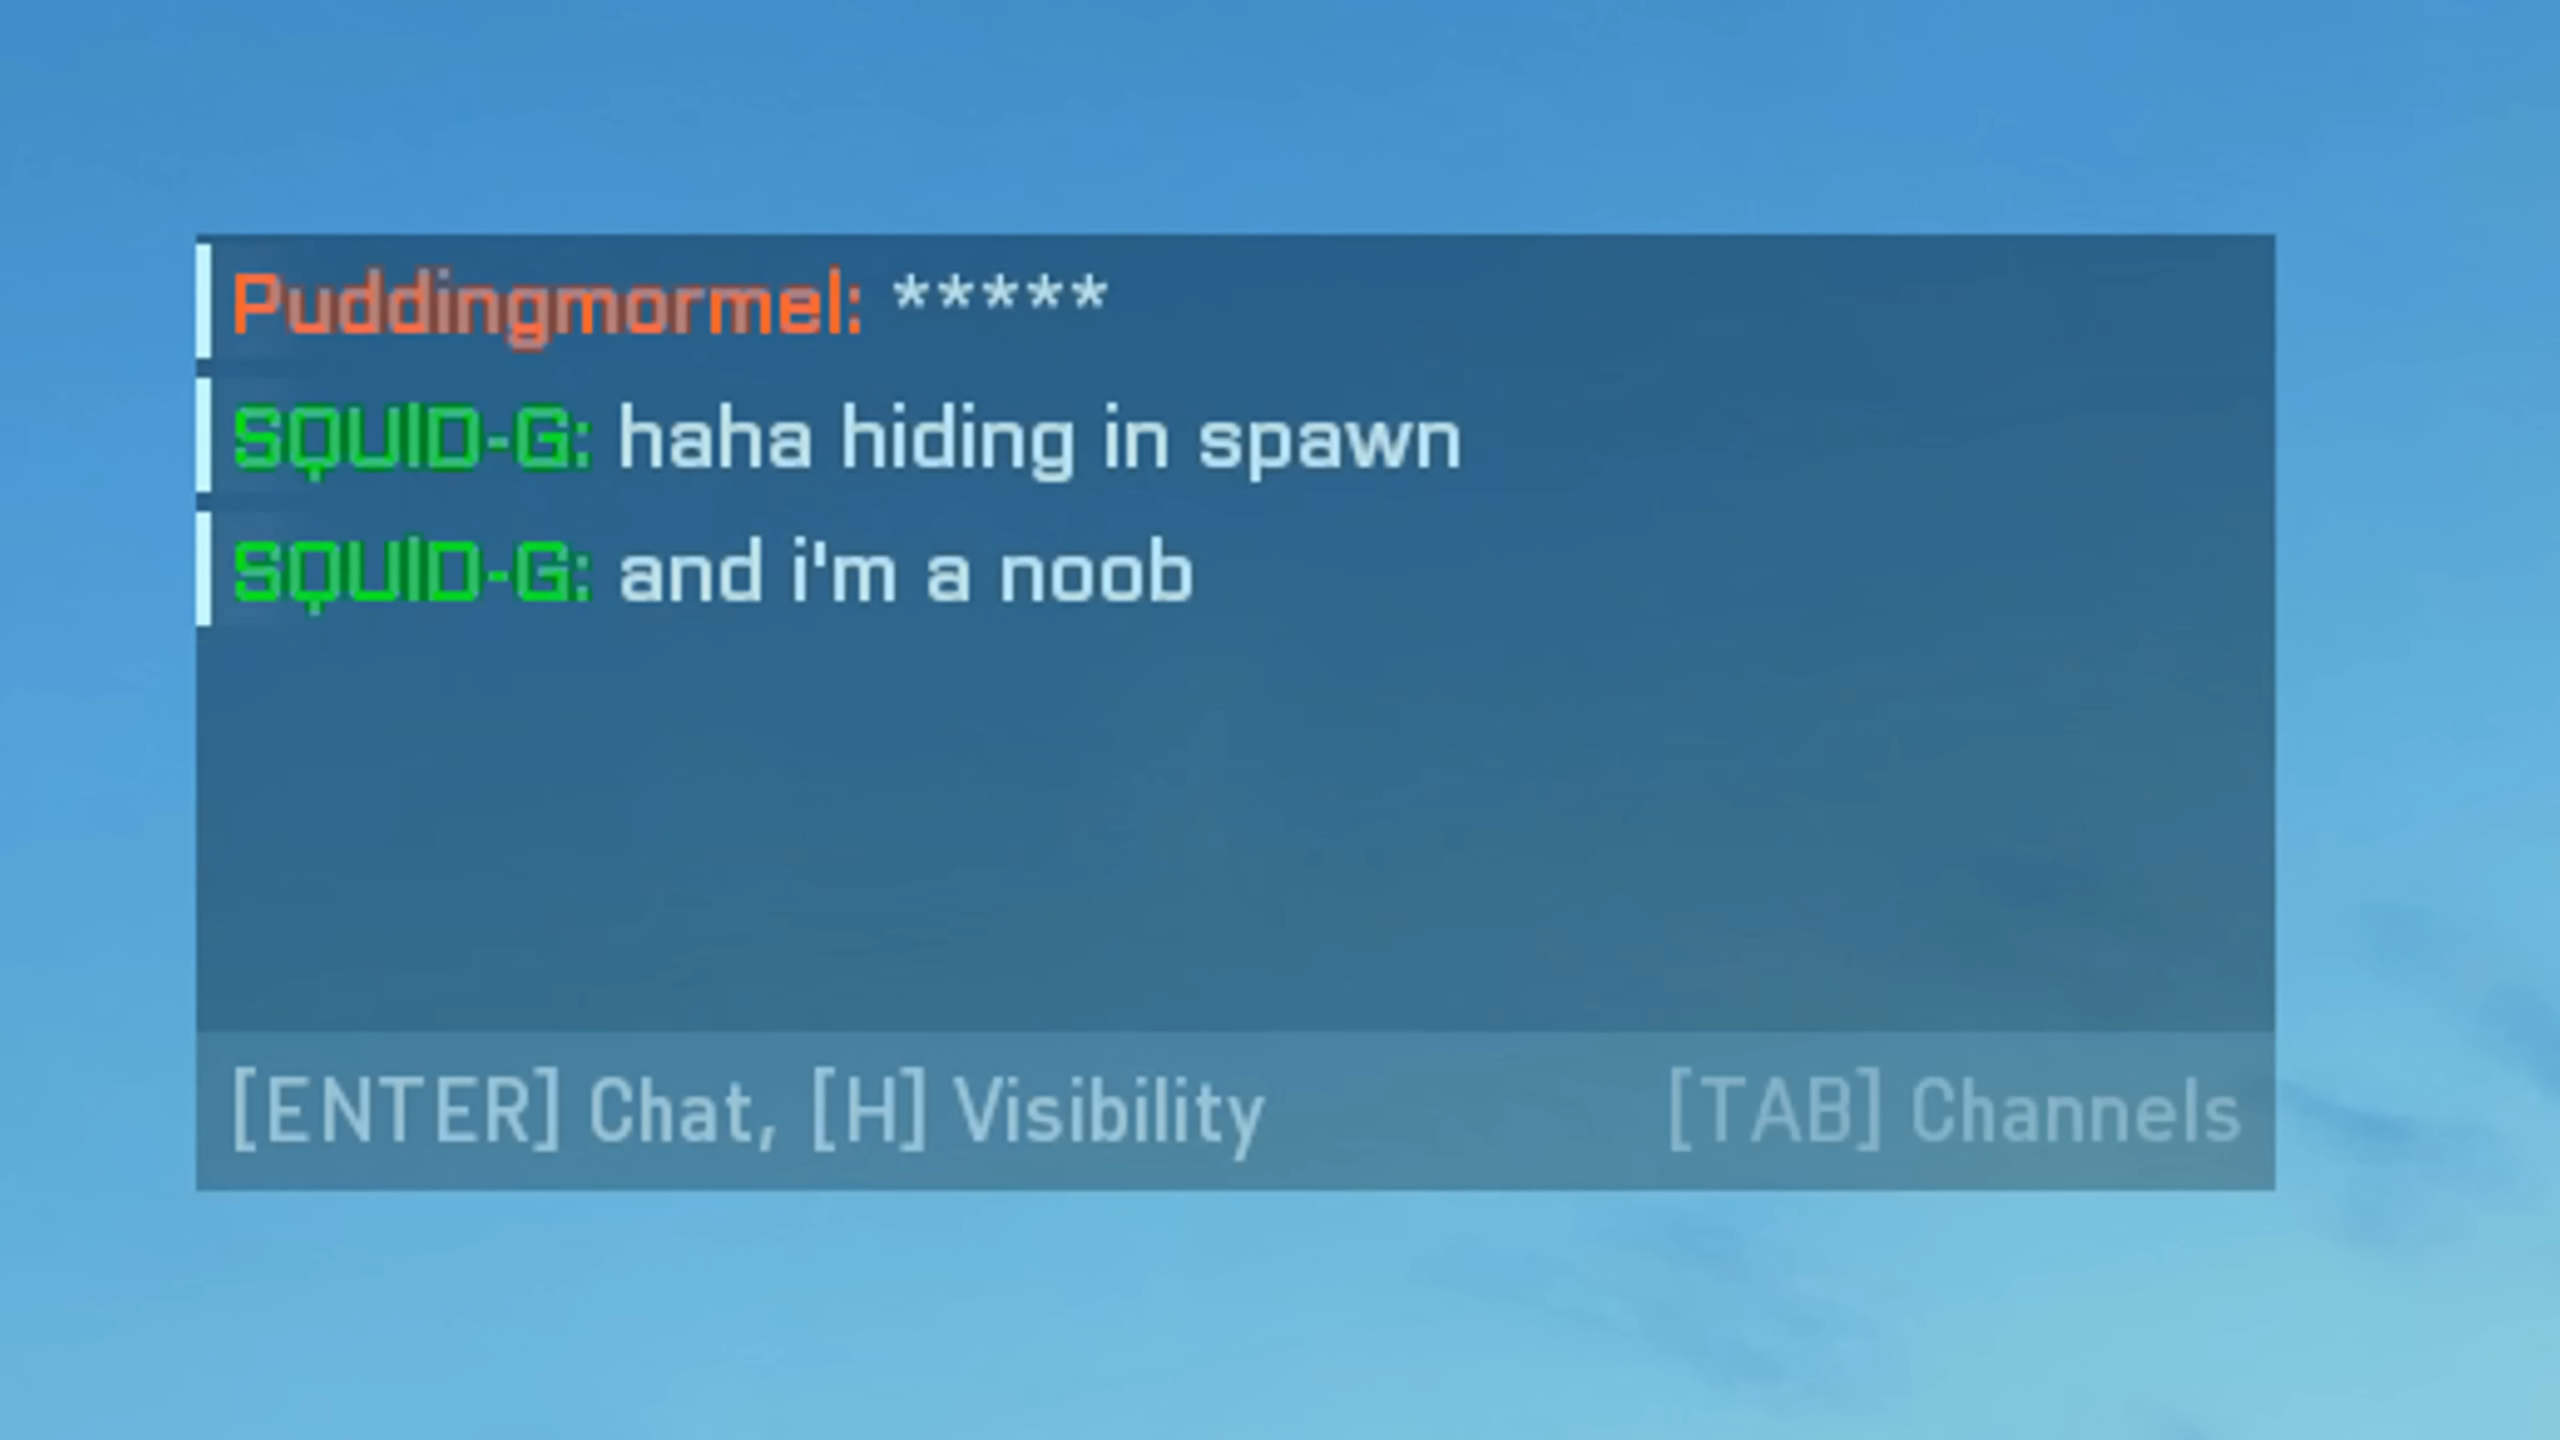 Puddingmormel: *****
SQUID-G: haha hiding in spawn
SQUID-G: and i'm a noob
[ENTER] Chat, [H] Visibility [TAB] Channels